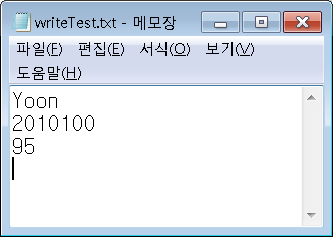 writeTest.txt - 메모장
파일(F) 편집(E) 서식(O) 보기(V)
도움말(H)
Yoon
2010100
95